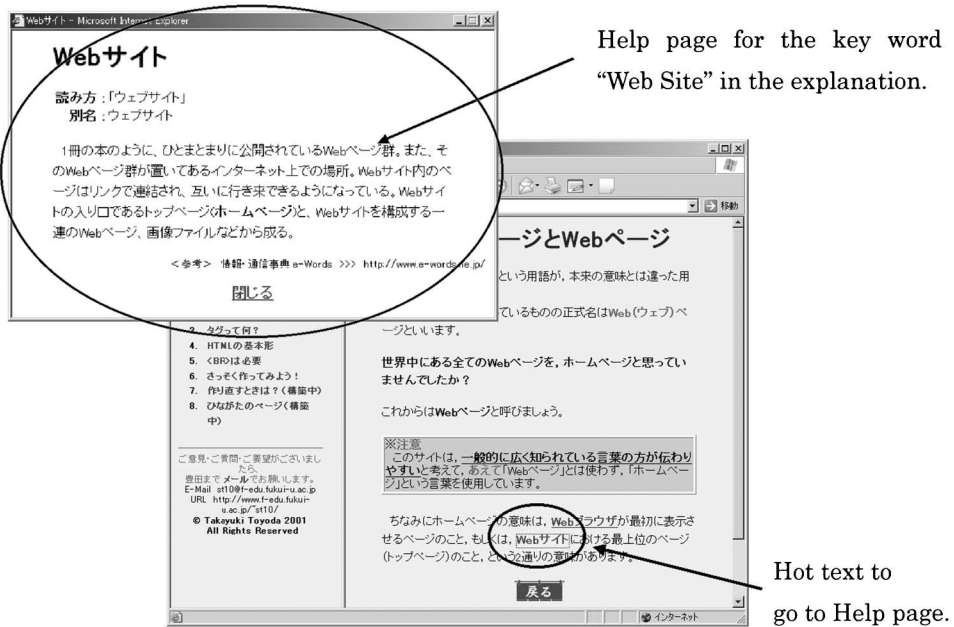 Webサイト - Microsoft Internet Explorer
Webサイト
読み方:「ウェブサイト」
別名:ウェブサイト
1冊の本のように、ひとまとまりに公開されているWebページ群。また、そ
のWebページ群が置いてあるインターネット上での場所。Webサイト内のペ
ージはリンクで連結され、互いに行き来できるようになっている。Webサイ
トの入り口であるトップページ(ホームページ)と、Webサイトを構成する一
連のWebページ、画像ファイルなどから成る。
<参考> 情報・通信事典 e-Words >>> http://www.e-words.ne.jp/
閉じる
Help page for the key word
“Web Site” in the explanation.
移動
ージとWebページ
という用語が,本来の意味とは違った用
ているものの正式名はWeb(ウェブ)ペ
ージといいます。
世界中にある全てのWebページを,ホームページと思ってい
ませんでしたか?
これからはWebページと呼びましょう。
※注意
このサイトは,一般的に広く知られている言葉の方が伝わり
やすいと考えて,あえて「Webページ」とは使わず,「ホームペー
ジ」という言葉を使用しています。
ちなみにホームページの意味は,Webブラウザが最初に表示さ
せるページのこと,もしくは,Webサイトにおける最上位のページ
(トップページ)のこと,という2通りの意味があります。
戻る
3. タグって何?
4. HTMLの基本形
5. <BR>は必要
6. さっそく作ってみよう!
7. 作り直すときは?(構築中)
8. ひながたのページ(構築
中)
ご意見・ご質問・ご要望がございまし
たら,
豊田まで メールでお願いします。
E-Mail st10@f-edu.fukui-u.ac.jp
URL http://www.f-edu.fukui-
u.ac.jp/~st10/
© Takayuki Toyoda 2001
All Rights Reserved
インターネット
Hot text to
go to Help page.